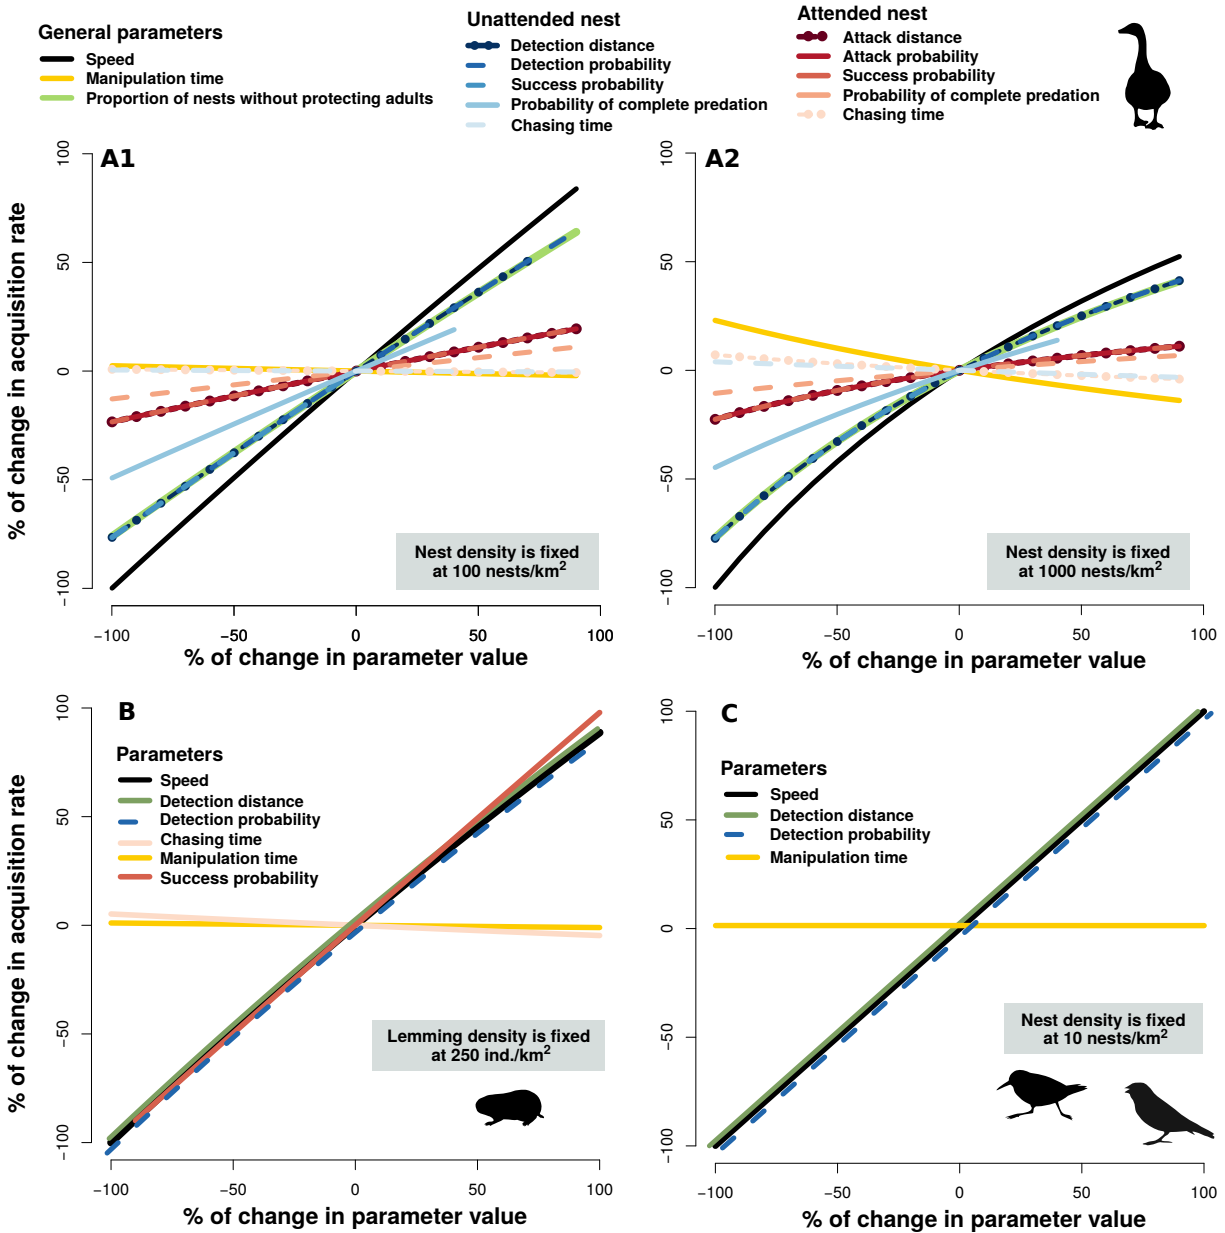 General parameters
Speed
Manipulation time
Proportion of nests without protecting adults
Unattended nest
Detection distance
Detection probability
Success probability
Probability of complete predation
Chasing time
Attended nest
Attack distance
Attack probability
Success probability
Probability of complete predation
Chasing time
A1
% of change in acquisition rate
100
50
0
−50
−100
Nest density is fixed
at 100 nests/km2
−100 −50 0 50 100
% of change in parameter value
A2
100
50
0
−50
−100
Nest density is fixed
at 1000 nests/km2
−100 −50 0 50 100
% of change in parameter value
B
% of change in acquisition rate
100
50
0
−50
−100
Parameters
Speed
Detection distance
Detection probability
Chasing time
Manipulation time
Success probability
Lemming density is fixed
at 250 ind./km2
−100 −50 0 50 100
% of change in parameter value
C
100
50
0
−50
−100
Parameters
Speed
Detection distance
Detection probability
Manipulation time
Nest density is fixed
at 10 nests/km2
−100 −50 0 50 100
% of change in parameter value